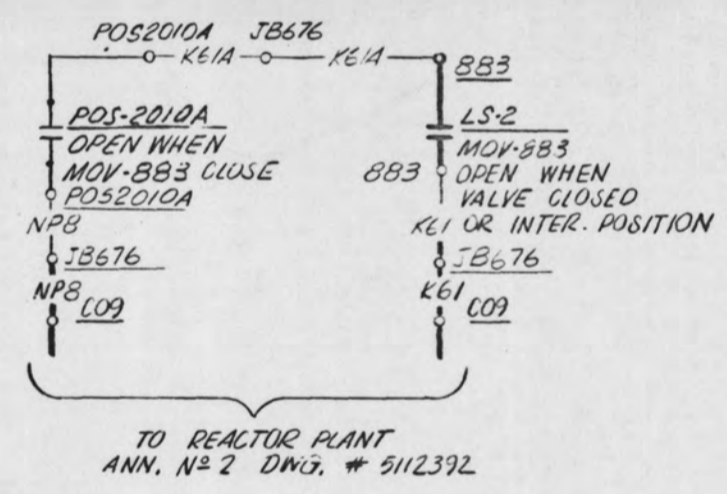 POS2010A JB676
K61A K61A
883
POS-2010A
OPEN WHEN
MOV-883 CLOSE
POS2010A
NP8
JB676
NP8
C09
LS-2
MOV-883
883 OPEN WHEN
VALVE CLOSED
K61 OR INTER. POSITION
JB676
K61
C09
TO REACTOR PLANT
ANN. Nº 2 DWG. # 5112392